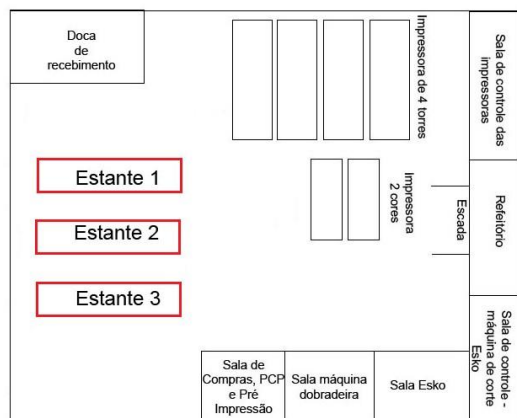 Doca
de
recebimento
Impressora de 4 torres
Sala de controle das
impressoras
Estante 1
Estante 2
Estante 3
Impressora
2 cores
Escada
Refeitório
Sala de
Compras, PCP
e Pré
Impressão
Sala máquina
dobradeira
Sala Esko
Sala de controle -
máquina de corte
Esko